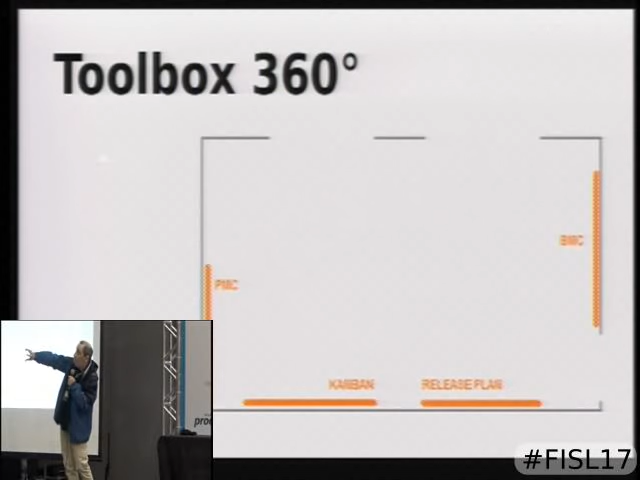 Toolbox 360°
BMC
PMC
KANBAN
RELEASE PLAN
#FISL17